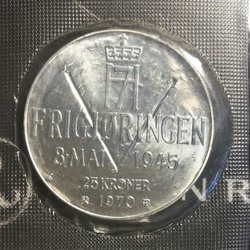 FRIGJØRINGEN
8.MAI 1945
25 KRONER
1970